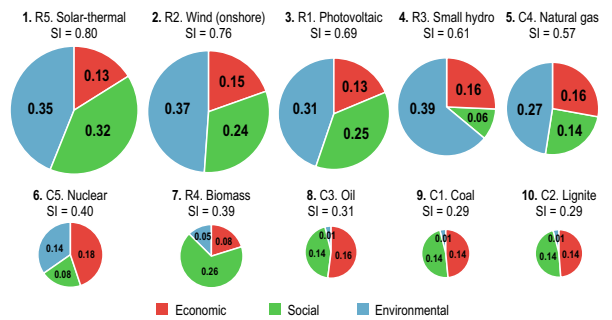 1. R5. Solar-thermal
SI = 0.80
2. R2. Wind (onshore)
SI = 0.76
3. R1. Photovoltaic
SI = 0.69
4. R3. Small hydro
SI = 0.61
5. C4. Natural gas
SI = 0.57
0.13
0.32
0.35
0.15
0.24
0.37
0.13
0.25
0.31
0.16
0.06
0.39
0.16
0.14
0.27
6. C5. Nuclear
SI = 0.40
7. R4. Biomass
SI = 0.39
8. C3. Oil
SI = 0.31
9. C1. Coal
SI = 0.29
10. C2. Lignite
SI = 0.29
0.14
0.18
0.08
0.05
0.08
0.26
0.01
0.14
0.16
0.01
0.14
0.14
0.01
0.14
0.14
Economic
Social
Environmental